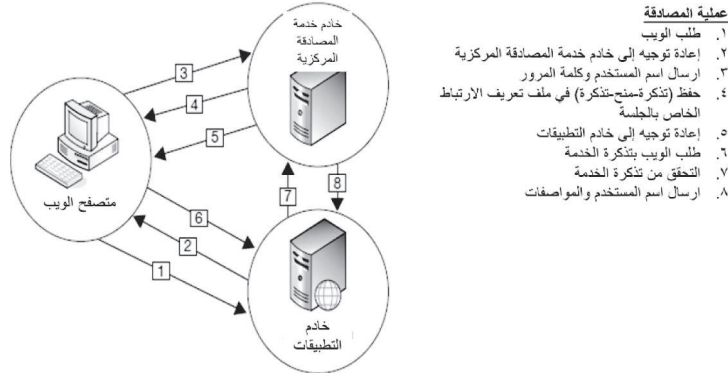 عملية المصادقة
١. طلب الويب
٢. إعادة توجيه إلى خادم خدمة المصادقة المركزية
٣. ارسال اسم المستخدم وكلمة المرور
٤. حفظ (تذكرة-منح-تذكرة) في ملف تعريف الارتباط
الخاص بالجلسة
٥. إعادة توجيه إلى خادم التطبيقات
٦. طلب الويب بتذكرة الخدمة
٧. التحقق من تذكرة الخدمة
٨. ارسال اسم المستخدم والمواصفات
خادم خدمة
المصادقة
المركزية
3
4
5
متصفح الويب
6
7
8
2
1
خادم
التطبيقات